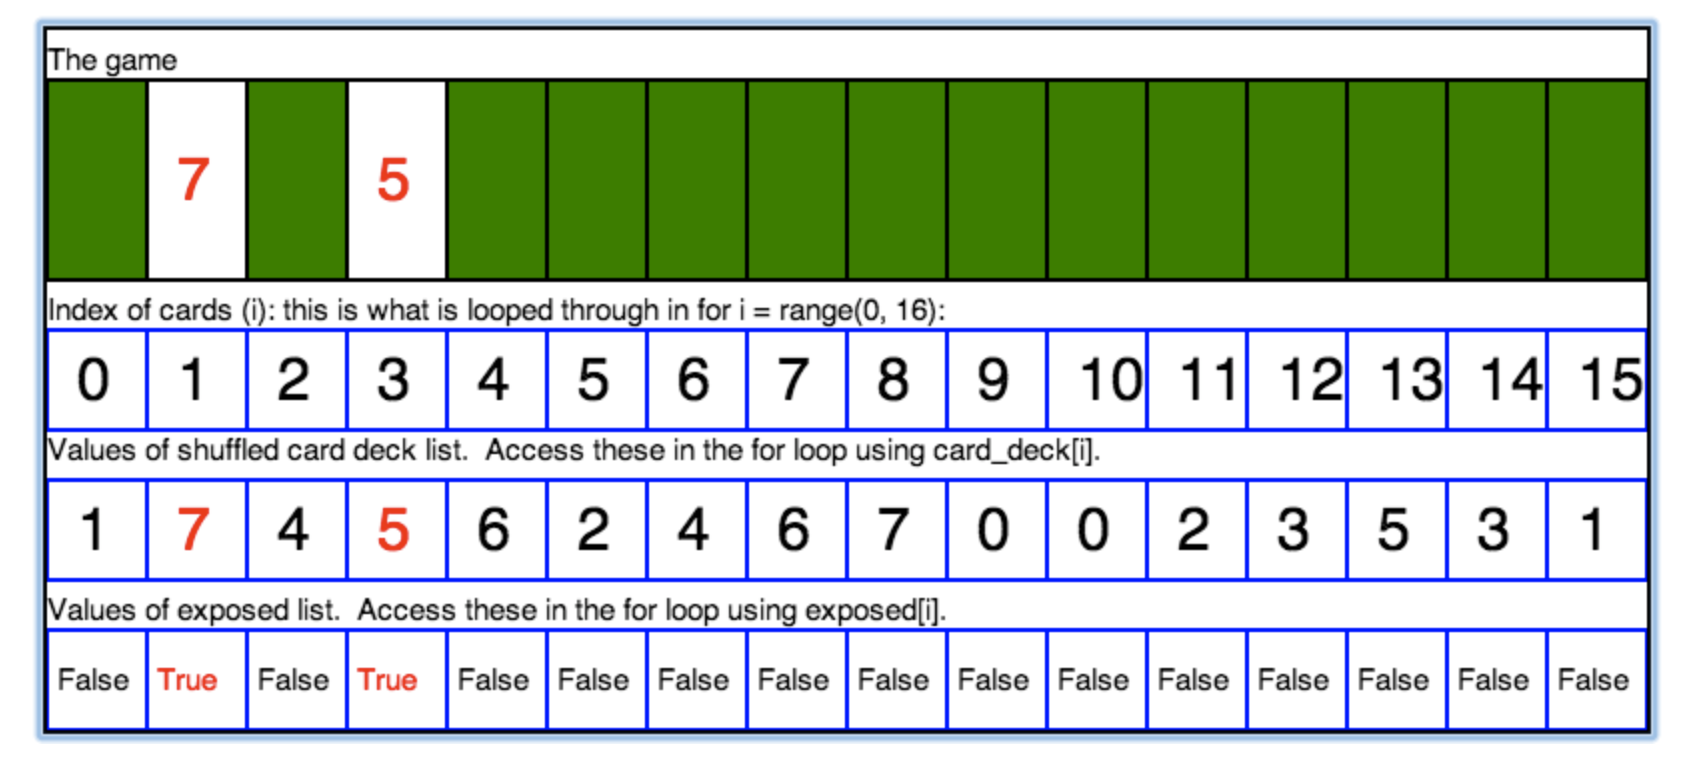 The game
7 5
Index of cards (i): this is what is looped through in for i = range(0, 16):
0 1 2 3 4 5 6 7 8 9 10 11 12 13 14 15
Values of shuffled card deck list.  Access these in the for loop using card_deck[i].
1 7 4 5 6 2 4 6 7 0 0 2 3 5 3 1
Values of exposed list.  Access these in the for loop using exposed[i].
False True False True False False False False False False False False False False False False